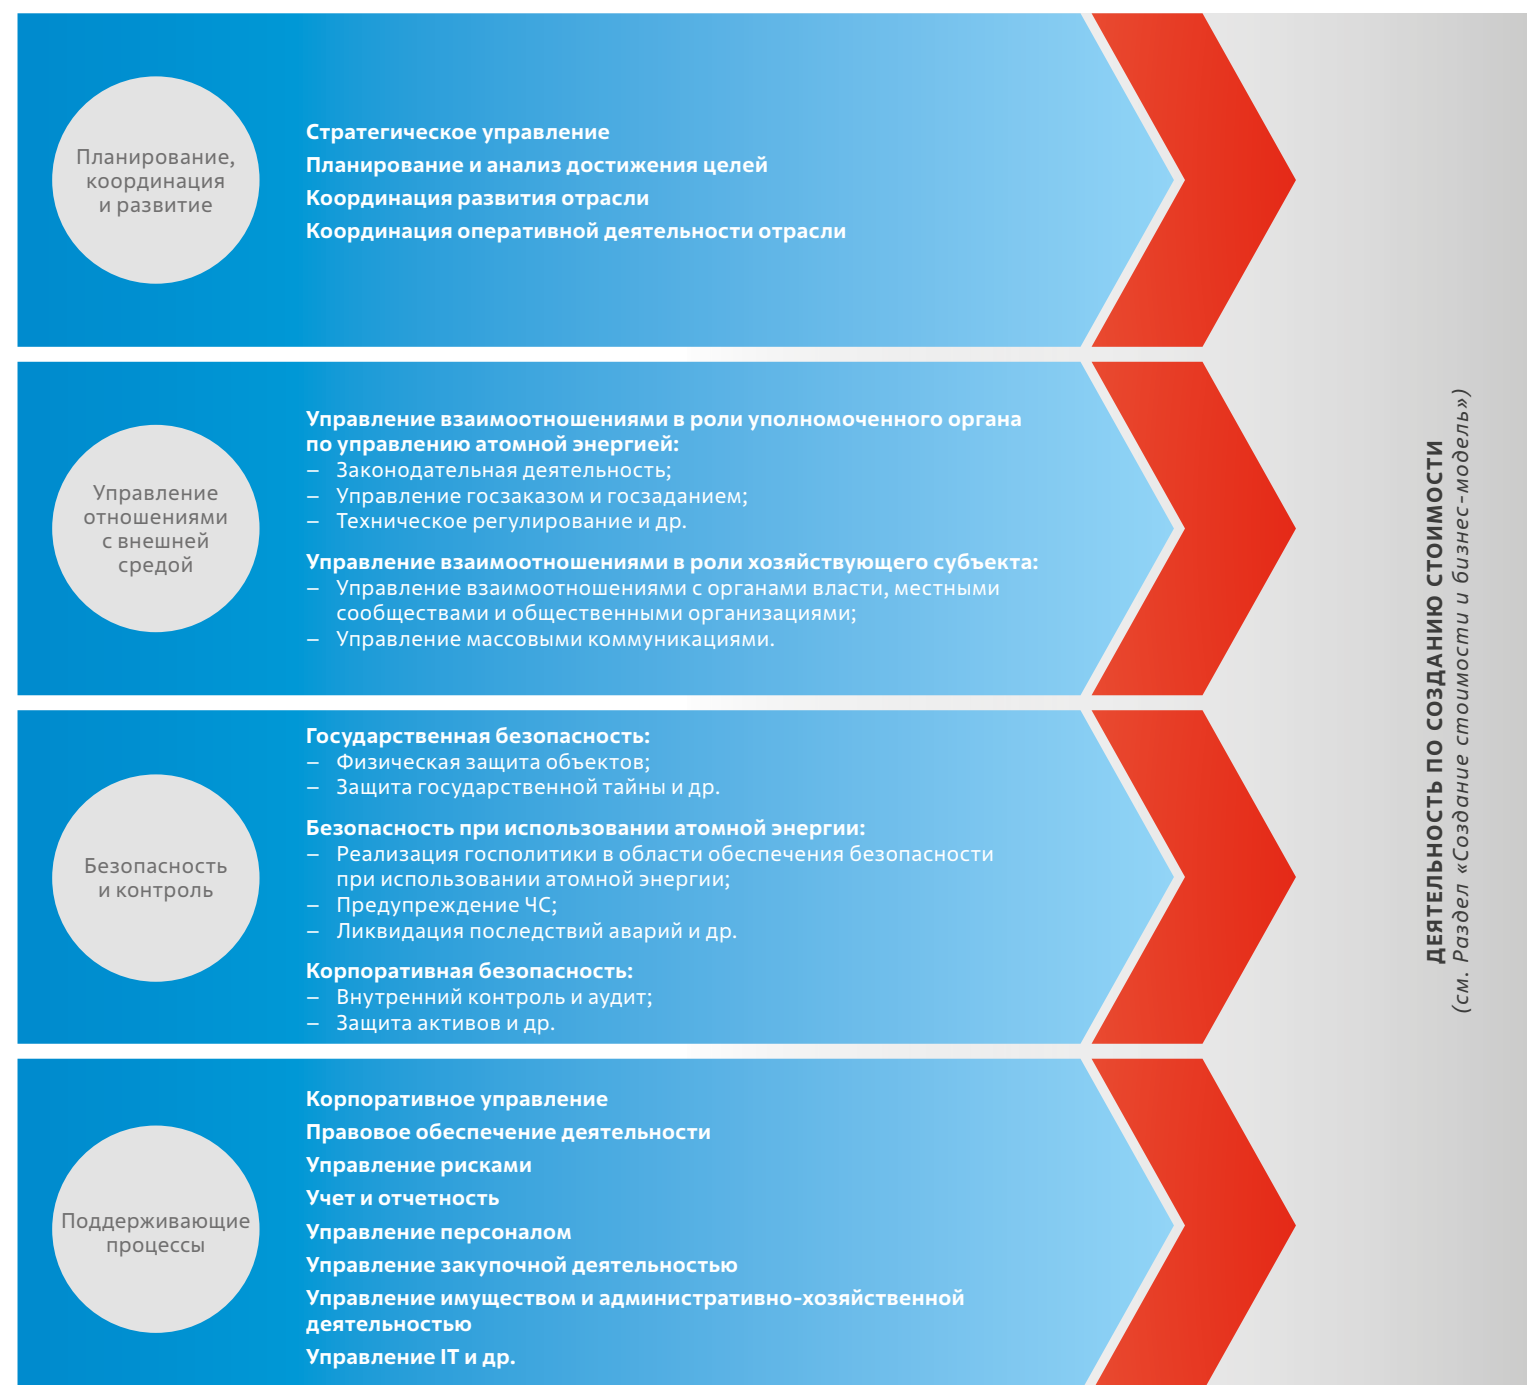 Планирование,
координация
и развитие
Стратегическое управление
Планирование и анализ достижения целей
Координация развития отрасли
Координация оперативной деятельности отрасли
Управление
отношениями
с внешней
средой
Управление взаимоотношениями в роли уполномоченного органа
по управлению атомной энергией:
– Законодательная деятельность;
– Управление госзаказом и госзаданием;
– Техническое регулирование и др.
Управление взаимоотношениями в роли хозяйствующего субъекта:
– Управление взаимоотношениями с органами власти, местными
сообществами и общественными организациями;
– Управление массовыми коммуникациями.
Безопасность
и контроль
Государственная безопасность:
– Физическая защита объектов;
– Защита государственной тайны и др.
Безопасность при использовании атомной энергии:
– Реализация госполитики в области обеспечения безопасности
при использовании атомной энергии;
– Предупреждение ЧС;
– Ликвидация последствий аварий и др.
Корпоративная безопасность:
– Внутренний контроль и аудит;
– Защита активов и др.
Поддерживающие
процессы
Корпоративное управление
Правовое обеспечение деятельности
Управление рисками
Учет и отчетность
Управление персоналом
Управление закупочной деятельностью
Управление имуществом и административно-хозяйственной
деятельностью
Управление IT и др.
ДЕЯТЕЛЬНОСТЬ ПО СОЗДАНИЮ СТОИМОСТИ
(см. Раздел «Создание стоимости и бизнес-модель»)